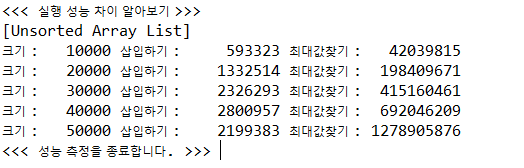 <<< 실행 성능 차이 알아보기 >>>
[Unsorted Array List]
크기 : 10000 삽입하기 : 593323 최대값찾기 : 42039815
크기 : 20000 삽입하기 : 1332514 최대값찾기 : 198409671
크기 : 30000 삽입하기 : 2326293 최대값찾기 : 415160461
크기 : 40000 삽입하기 : 2800957 최대값찾기 : 692046209
크기 : 50000 삽입하기 : 2199383 최대값찾기 : 1278905876
<<< 성능 측정을 종료합니다. >>>